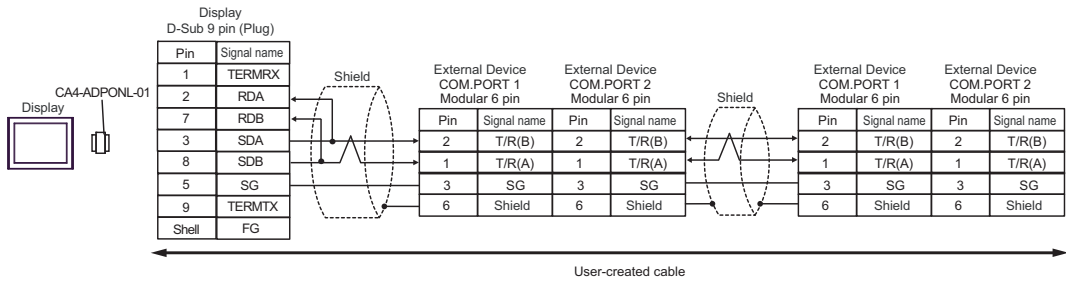 Display
D-Sub 9 pin (Plug)
Pin Signal name
1 TERMRX
2 RDA
7 RDB
3 SDA
8 SDB
5 SG
9 TERMTX
Shell FG
CA4-ADPONL-01
Display
Shield
External Device
COM.PORT 1
Modular 6 pin
External Device
COM.PORT 2
Modular 6 pin
Pin Signal name Pin Signal name
2 T/R(B) 2 T/R(B)
1 T/R(A) 1 T/R(A)
3 SG 3 SG
6 Shield 6 Shield
Shield
External Device
COM.PORT 1
Modular 6 pin
External Device
COM.PORT 2
Modular 6 pin
Pin Signal name Pin Signal name
2 T/R(B) 2 T/R(B)
1 T/R(A) 1 T/R(A)
3 SG 3 SG
6 Shield 6 Shield
User-created cable